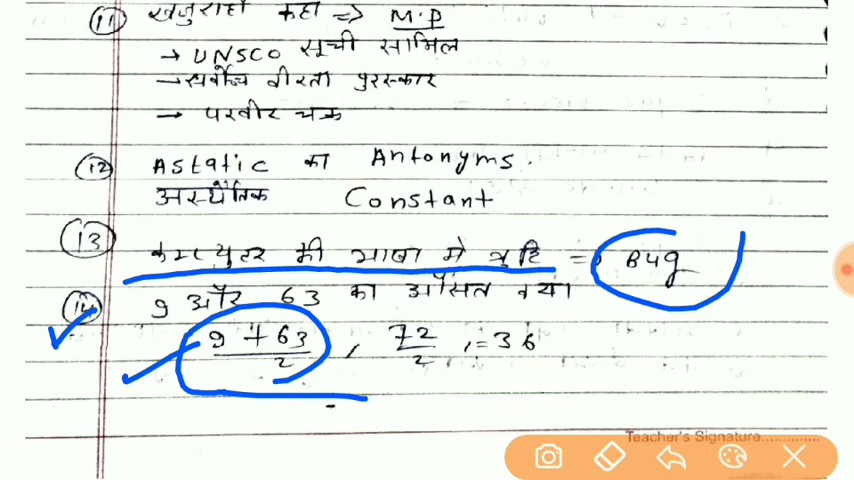 (11) खजुराहो कहा => M.P
→ UNSCO सूची सामिल
→ सर्वोच्च वीरता पुरस्कार
→ परवीर चक्र
(12) Astatic का Antonyms.
अस्थैतिक Constant
(13) कम्प्युटर की भाषा मे त्रुटि => Bug
(14) 9 और 63 का औसत क्या
9+63/2 , 72/2 ,=36
Teacher's Signature..............